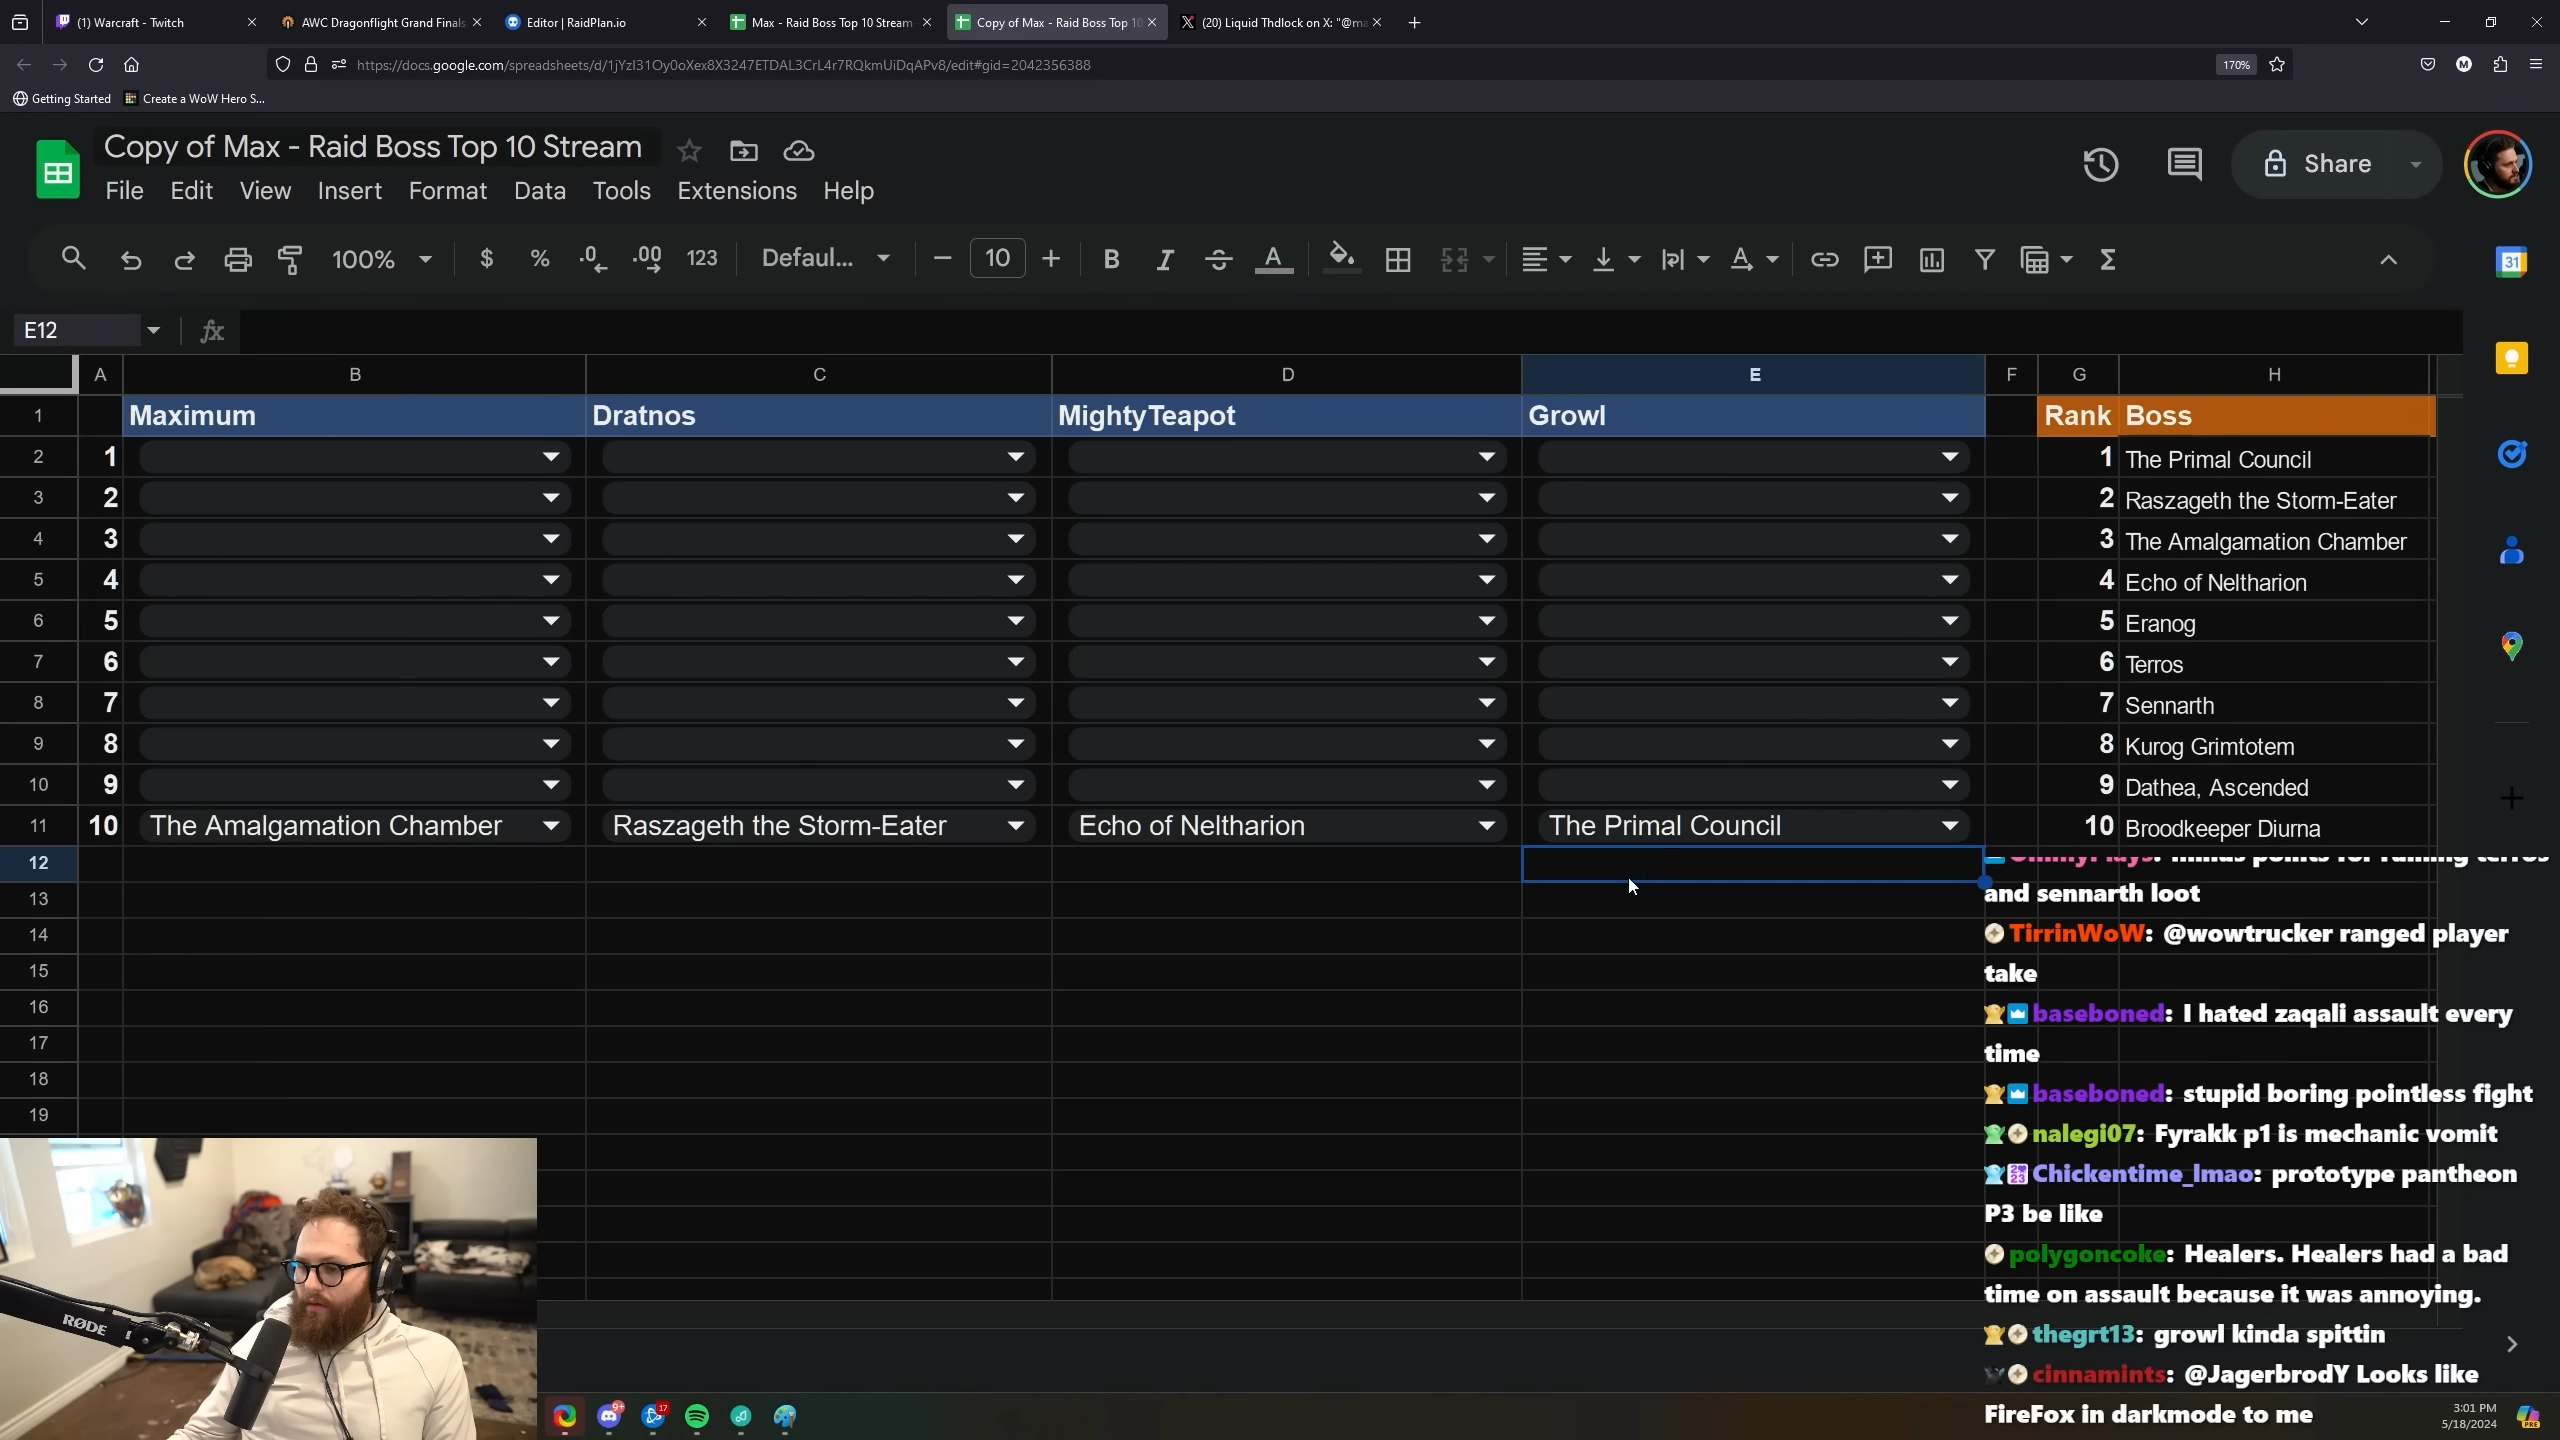 (1) Warcraft - Twitch
AWC Dragonflight Grand Finals
Editor | RaidPlan.io
Max - Raid Boss Top 10 Stream
Copy of Max - Raid Boss Top 10
(20) Liquid Thdlock on X: "@ma
https://docs.google.com/spreadsheets/d/1jYzI31Oy0oXex8X3247ETDAL3CrL4r7RQkmUiDqAPv8/edit#gid=2042356388
170%
M
Getting Started
Create a WoW Hero S...
Copy of Max - Raid Boss Top 10 Stream
File Edit View Insert Format Data Tools Extensions Help
Share
100% $ % .0 .00 123 Defaul... 10 B I S A
31
E12
fx
A B C D E F G H
1 Maximum Dratnos MightyTeapot Growl Rank Boss
2 1 1 The Primal Council
3 2 2 Raszageth the Storm-Eater
4 3 3 The Amalgamation Chamber
5 4 4 Echo of Neltharion
6 5 5 Eranog
7 6 6 Terros
8 7 7 Sennarth
9 8 8 Kurog Grimtotem
10 9 9 Dathea, Ascended
11 10 The Amalgamation Chamber Raszageth the Storm-Eater Echo of Neltharion The Primal Council 10 Broodkeeper Diurna
12
13
14
15
16
17
18
19
and sennarth loot
TirrinWoW: @wowtrucker ranged player
take
baseboned: I hated zaqali assault every
time
baseboned: stupid boring pointless fight
nalegi07: Fyrakk p1 is mechanic vomit
Chickentime_lmao: prototype pantheon
P3 be like
polygoncoke: Healers. Healers had a bad
time on assault because it was annoying.
thegrt13: growl kinda spittin
cinnamints: @JagerbrodY Looks like
FireFox in darkmode to me
RØDE
9+
17
3:01 PM
5/18/2024
PRE